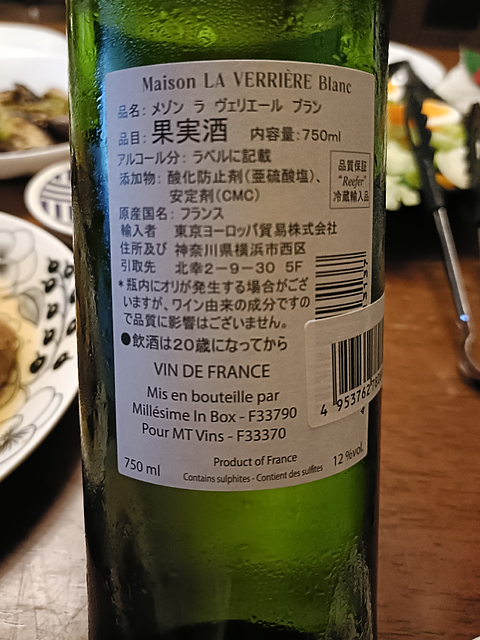 Maison LA VERRIÈRE Blanc
品名: メゾン ラ ヴェリエール ブラン
品目: 果実酒 内容量: 750ml
アルコール分: ラベルに記載
添加物: 酸化防止剤(亜硫酸塩)、
安定剤(CMC)
品質保証
"Reefer"
冷蔵輸入品
原産国名: フランス
輸入者 東京ヨーロッパ貿易株式会社
住所及び 神奈川県横浜市西区
引取先 北幸2-9-30 5F
*瓶内にオリが発生する場合がござ
いますが、ワイン由来の成分ですの
で品質に影響はございません。
●飲酒は20歳になってから
VIN DE FRANCE
Mis en bouteille par
Millésime In Box - F33790
Pour MT Vins - F33370
4 953762
750 ml
Product of France
12 %vol.
Contains sulphites - Contient des sulfites